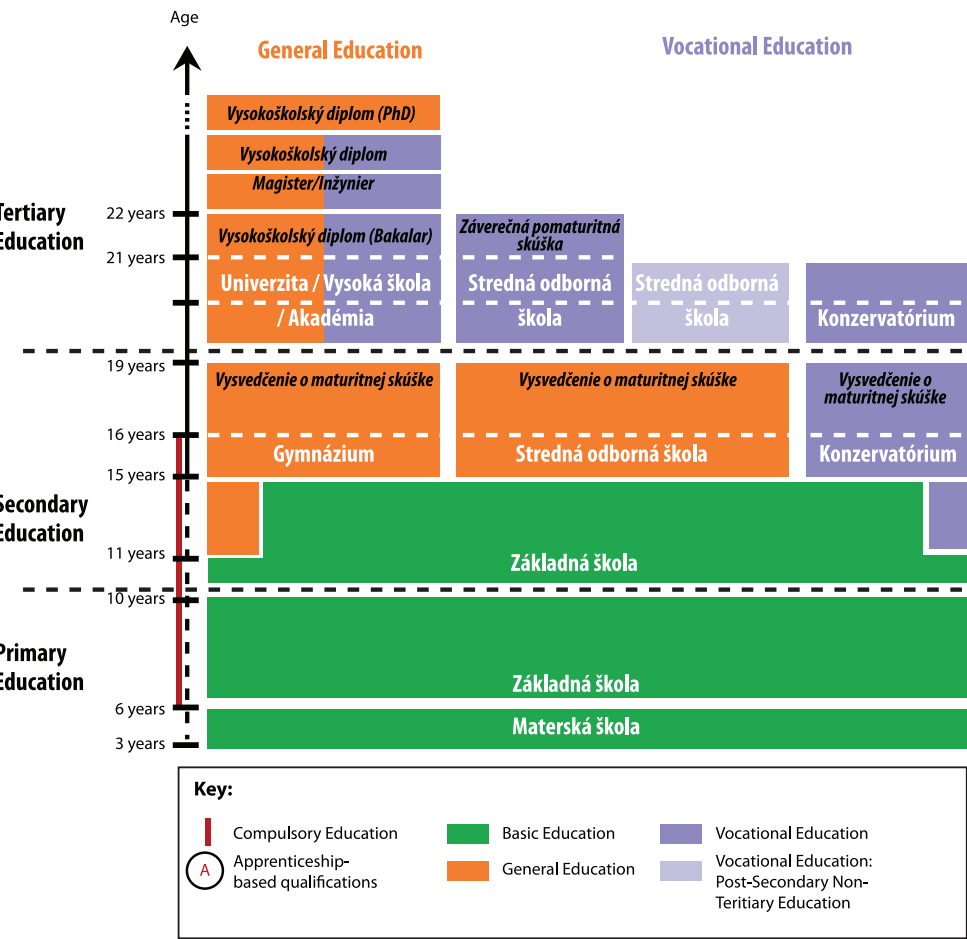 Age
General Education
Vocational Education
Vysokoškolský diplom (PhD)
Vysokoškolský diplom
Magister/Inžynier
Tertiary
Education
22 years
Vysokoškolský diplom (Bakalar)
Záverečná pomaturitná
skúška
21 years
Univerzita / Vysoká škola
/ Akadémia
Stredná odborná
škola
Stredná odborná
škola
Konzervatórium
19 years
Vysvedčenie o maturitnej skúške
Vysvedčenie o maturitnej skúške
Vysvedčenie o
maturitnej skúške
16 years
Gymnázium
Stredná odborná škola
Konzervatórium
15 years
Secondary
Education
11 years
Základná škola
10 years
Primary
Education
Základná škola
6 years
Materská škola
3 years
Key:
Compulsory Education
Basic Education
Vocational Education
A
Apprenticeship-
based qualifications
General Education
Vocational Education:
Post-Secondary Non-
Teritiary Education